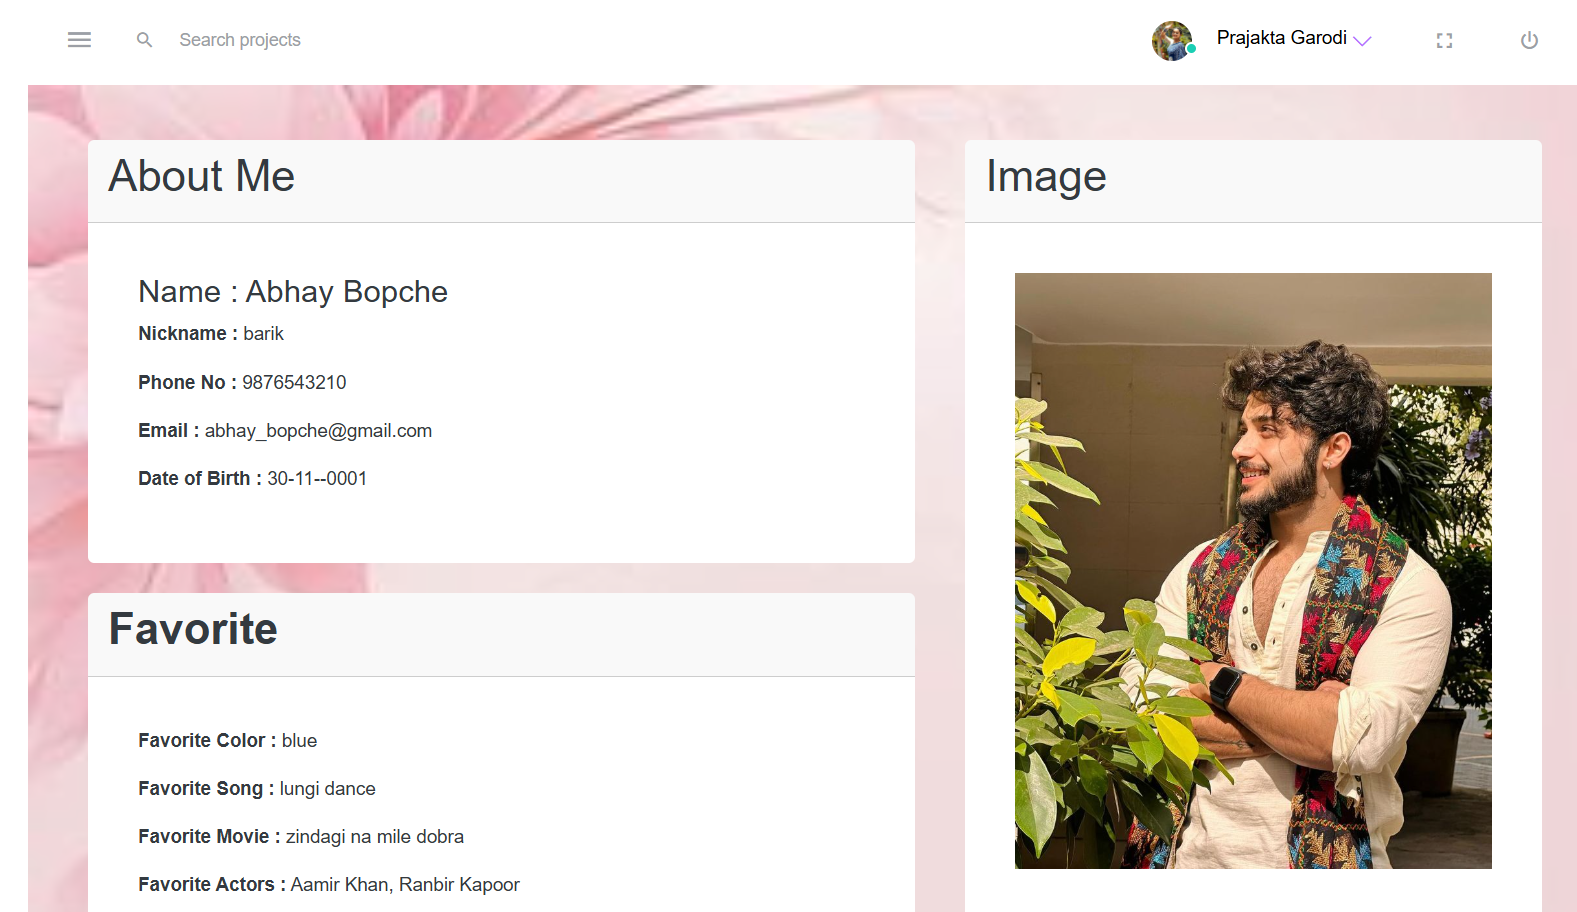 Search projects
Prajakta Garodi
About Me
Name : Abhay Bopche
Nickname : barik
Phone No : 9876543210
Email : abhay_bopche@gmail.com
Date of Birth : 30-11--0001
Favorite
Favorite Color : blue
Favorite Song : lungi dance
Favorite Movie : zindagi na mile dobra
Favorite Actors : Aamir Khan, Ranbir Kapoor
Image